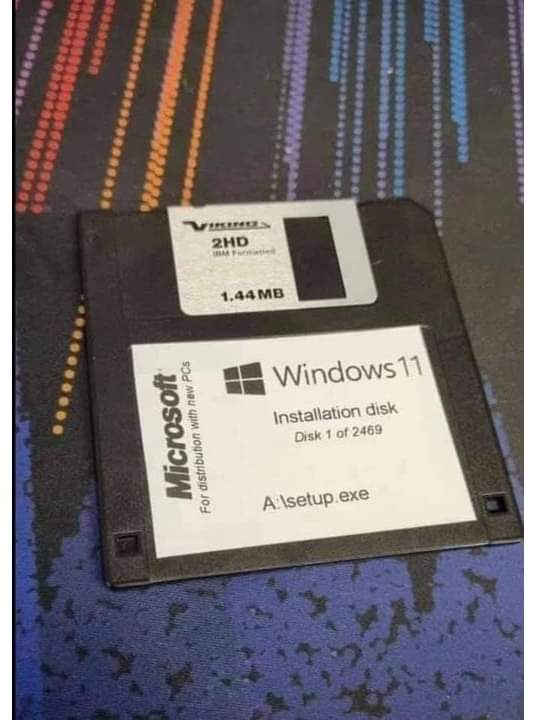 VIKING
2HD
IBM Formatted
1.44 MB
Microsoft
For distribution with new PCs
Windows 11
Installation disk
Disk 1 of 2469
A:\setup.exe